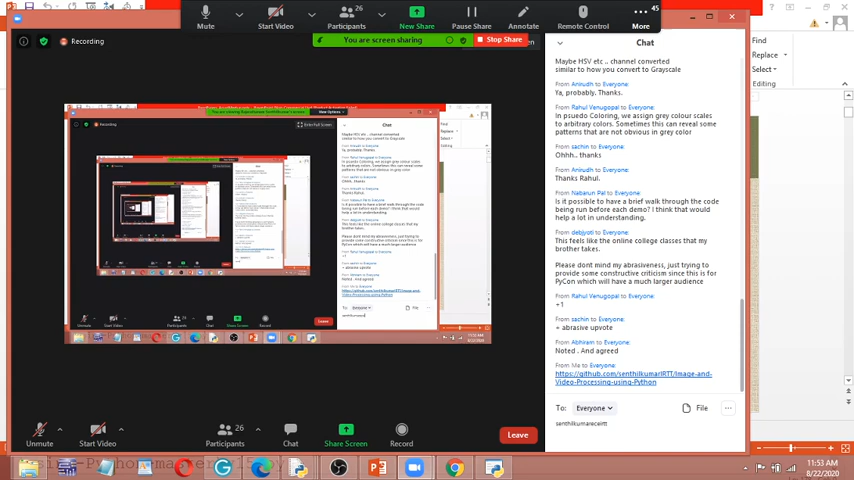 45
Mute
Start Video
26
Participants
New Share
Pause Share
Annotate
Remote Control
More
You are screen sharing
Stop Share
Recording
Find
Replace
Select
Editing
Chat
Maybe HSV etc .. channel converted
similar to how you convert to Grayscale
From Anirudh to Everyone:
Ya, probably. Thanks.
From Rahul Venugopal to Everyone:
In psuedo Coloring, we assign grey colour scales
to arbitrary colors. Sometimes this can reveal some
patterns that are not obvious in grey color
From sachin to Everyone:
Ohhh.. thanks
From Anirudh to Everyone:
Thanks Rahul.
From Nabarun Pal to Everyone:
Is it possible to have a brief walk through the code
being run before each demo? I think that would
help a lot in understanding.
From debjyoti to Everyone:
This feels like the online college classes that my
brother takes.
Please dont mind my abrasiveness, just trying to
provide some constructive criticism since this is for
PyCon which will have a much larger audience
From Rahul Venugopal to Everyone:
+1
From sachin to Everyone:
+ abrasive upvote
From Abhiram to Everyone:
Noted . And agreed
From Me to Everyone:
https://github.com/senthilkumarIRTT/Image-and-
Video-Processing-using-Python
To: Everyone
File
senthilkumareceirtt
Unmute
Start Video
26
Participants
Chat
Share Screen
Record
Leave
11:53 AM
8/22/2020